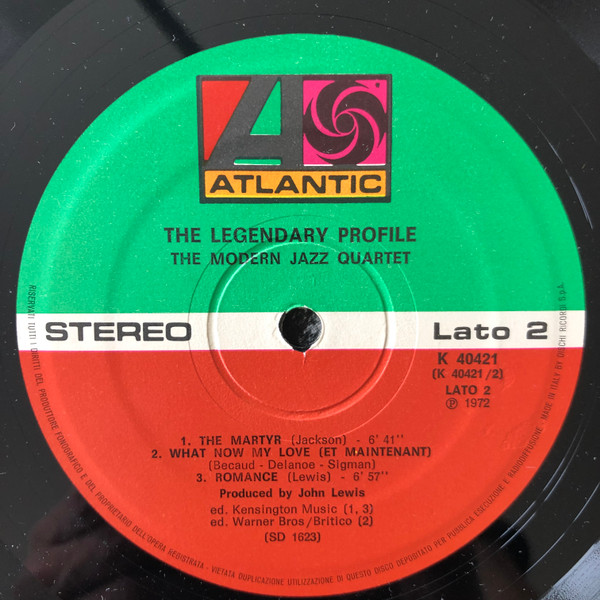 ATLANTIC
THE LEGENDARY PROFILE
THE MODERN JAZZ QUARTET
STEREO
Lato 2
K 40421
(K 40421/2)
LATO 2
Ⓟ 1972
1. THE MARTYR (Jackson) - 6' 41''
2. WHAT NOW MY LOVE (ET MAINTENANT)
(Becaud - Delanoe - Sigman)
3. ROMANCE (Lewis) - 6' 57''
Produced by John Lewis
ed. Kensington Music (1, 3)
ed. Warner Bros/Britico (2)
(SD 1623)
RISERVATI TUTTI I DIRITTI DEL PRODUTTORE FONOGRAFICO E DEL PROPRIETARIO DELL'OPERA REGISTRATA - VIETATA DUPLICAZIONE UTILIZZAZIONE DI QUESTO DISCO DEPOSITATO PER PUBBLICA ESECUZIONE E RADIODIFFUSIONE. - MADE IN ITALY BY DISCHI RICORDI S.p.A.